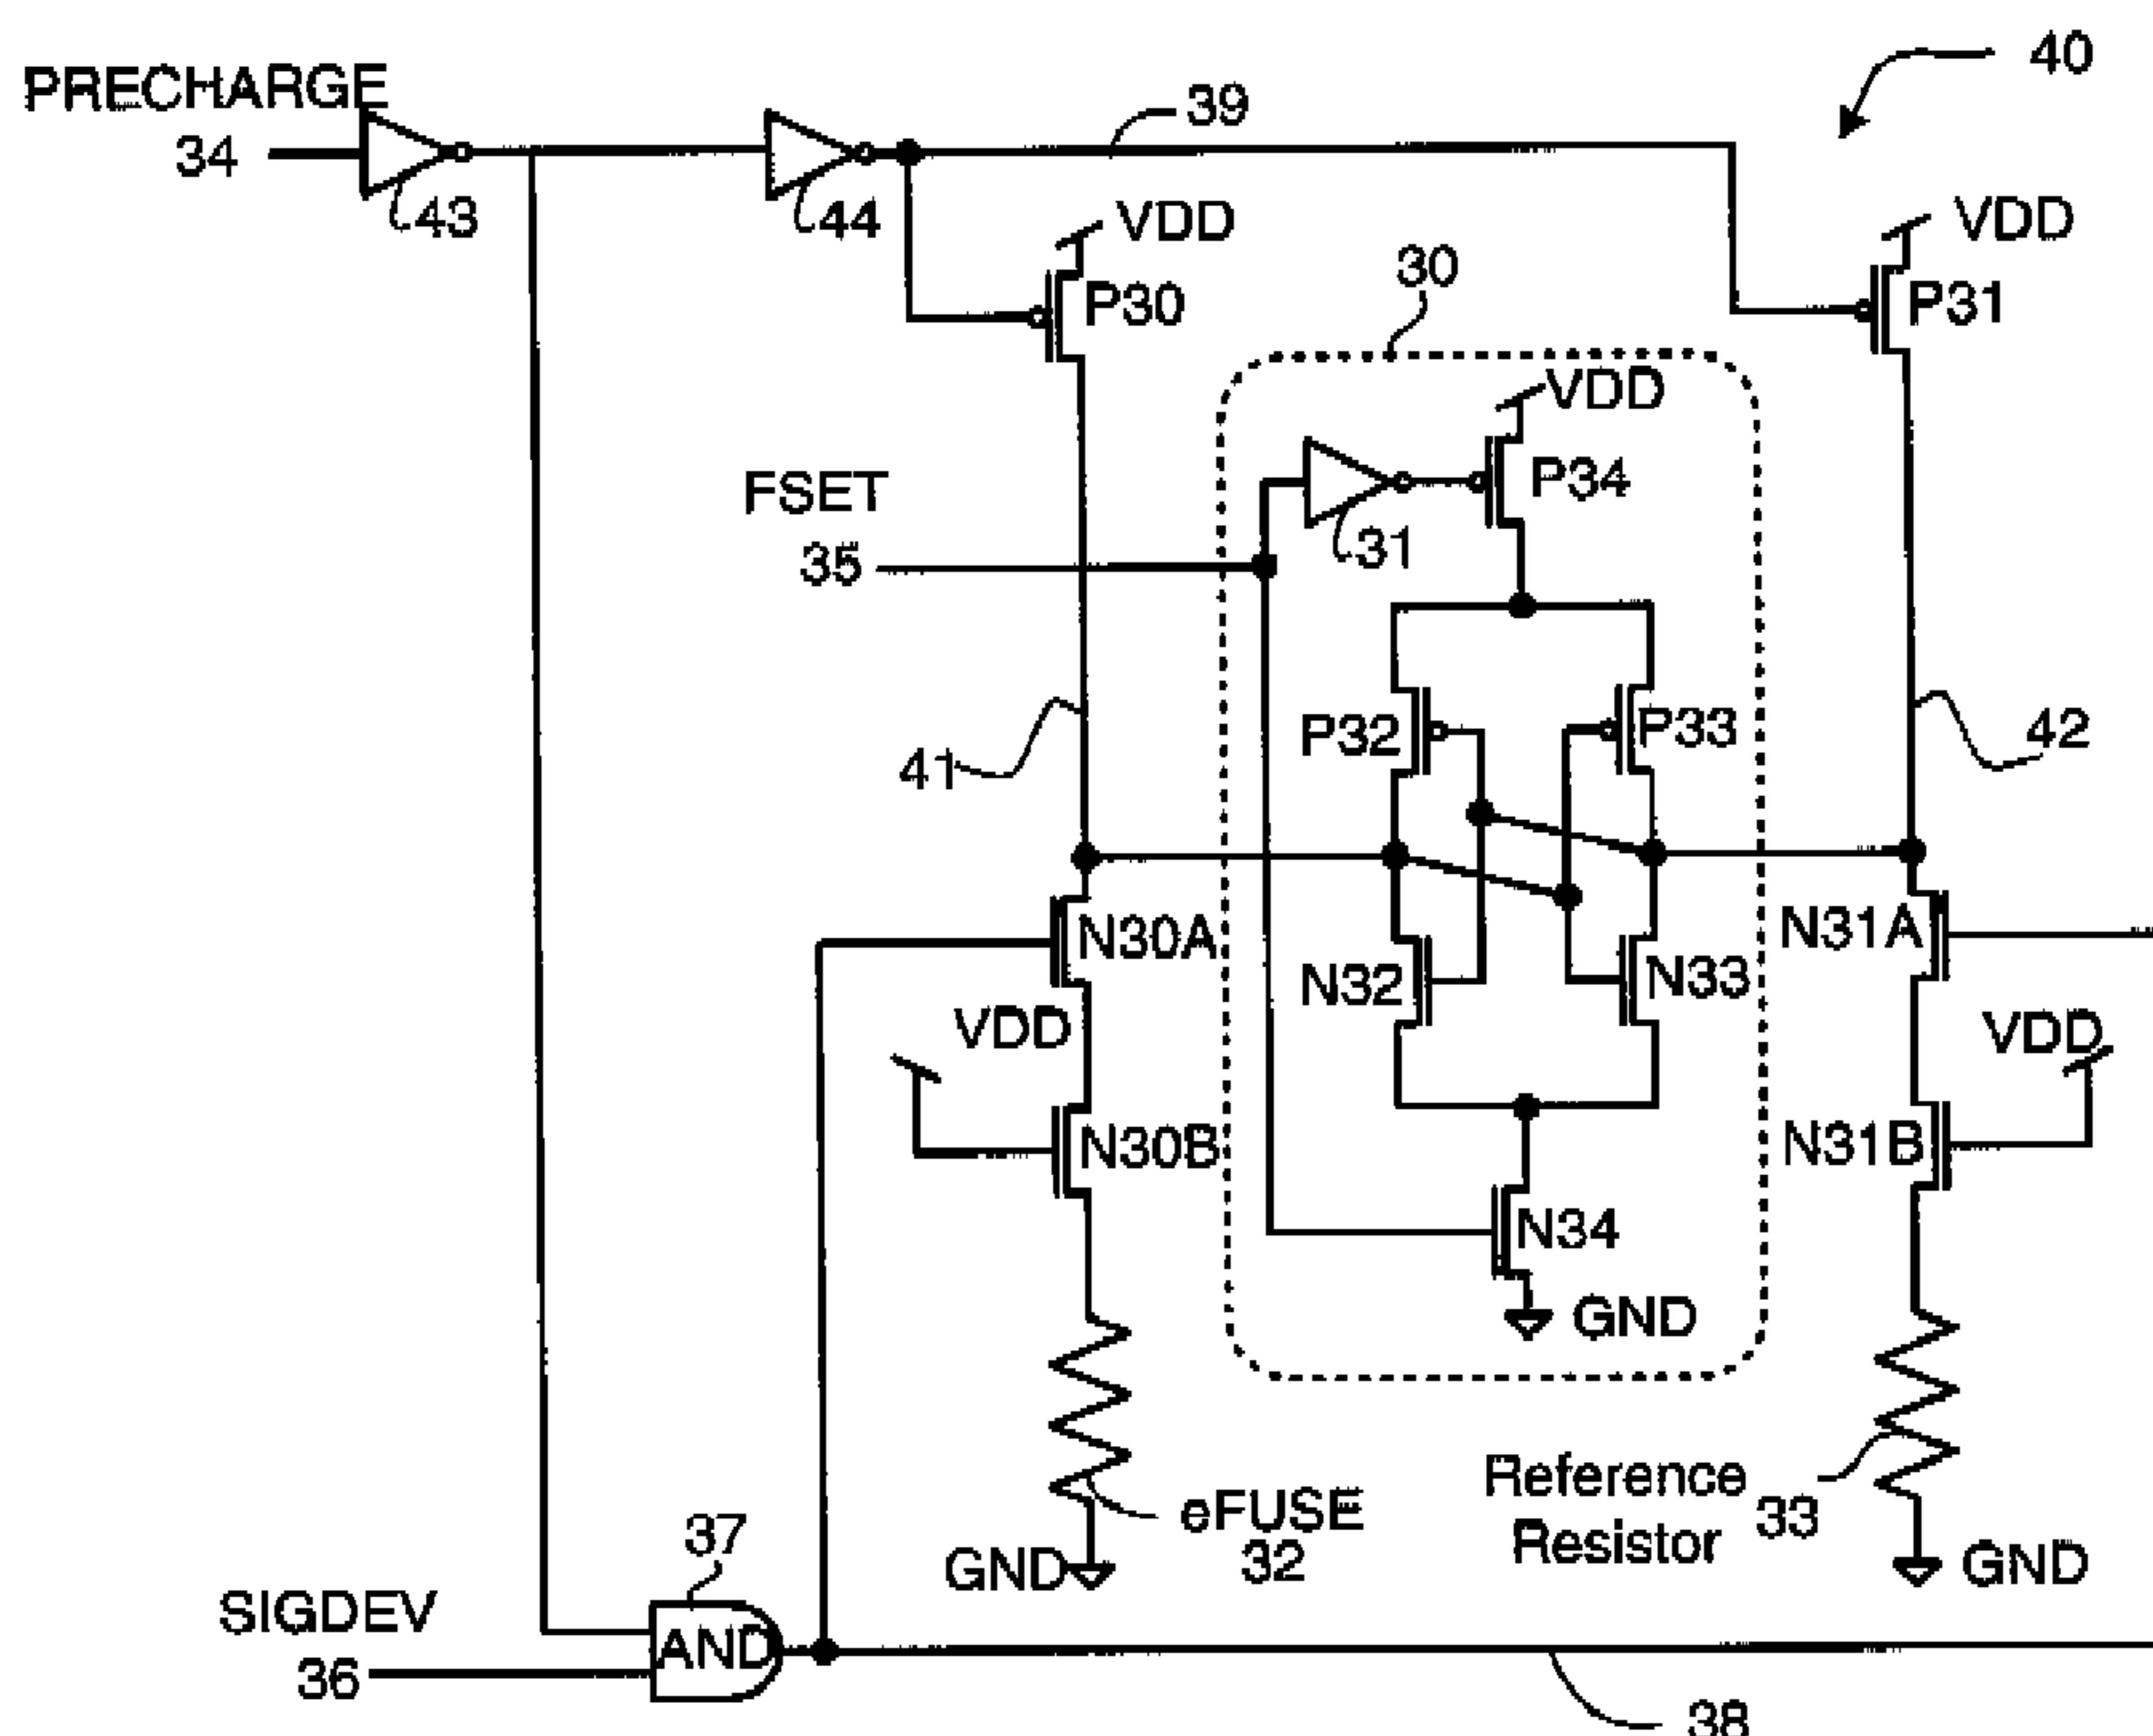 40
PRECHARGE
34
39
43
44
VDD
VDD
30
P30
P31
VDD
FSET
P34
35
31
P32
P33
41
42
N30A
N31A
N32
N33
VDD
VDD
N30B
N31B
N34
GND
Reference
Resistor
33
eFUSE
32
GND
GND
37
SIGDEV
36
AND
38